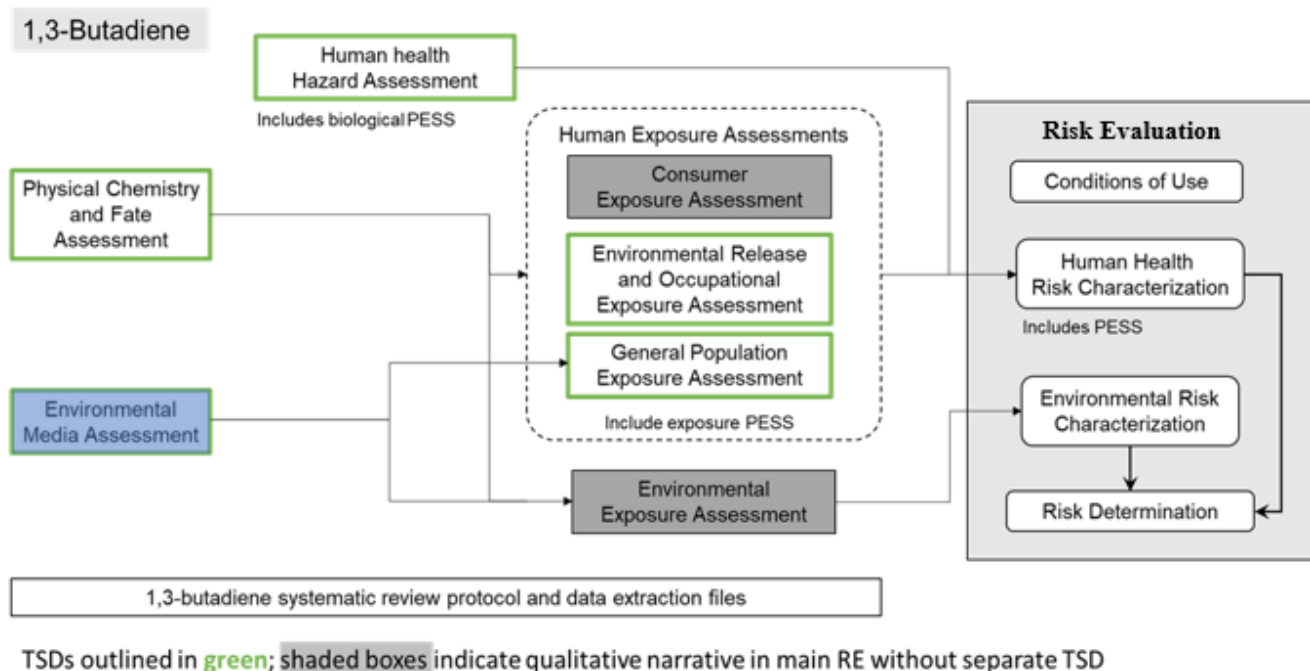 1,3-Butadiene
Human health
Hazard Assessment
Includes biological PESS
Physical Chemistry
and Fate
Assessment
Environmental
Media Assessment
Human Exposure Assessments
Consumer
Exposure Assessment
Environmental Release
and Occupational
Exposure Assessment
General Population
Exposure Assessment
Include exposure PESS
Environmental
Exposure Assessment
Risk Evaluation
Conditions of Use
Human Health
Risk Characterization
Includes PESS
Environmental Risk
Characterization
Risk Determination
1,3-butadiene systematic review protocol and data extraction files
TSDs outlined in green; shaded boxes indicate qualitative narrative in main RE without separate TSD